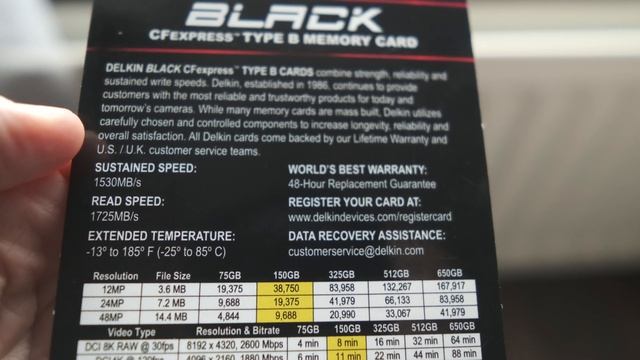 BLACK
CFEXPRESS™ TYPE B MEMORY CARD
DELKIN BLACK CFexpress™ TYPE B CARDS combine strength, reliability and
sustained write speeds. Delkin, established in 1986, continues to provide
customers with the most reliable and trustworthy products for today and
tomorrow's cameras. While many memory cards are mass built, Delkin utilizes
carefully chosen and controlled components to increase longevity, reliability and
overall satisfaction. All Delkin cards come backed by our Lifetime Warranty and
U.S. / U.K. customer service teams.
SUSTAINED SPEED:
1530MB/s
READ SPEED:
1725MB/s
EXTENDED TEMPERATURE:
-13º to 185º F (-25º to 85º C)
WORLD'S BEST WARRANTY:
48-Hour Replacement Guarantee
REGISTER YOUR CARD AT:
www.delkindevices.com/registercard
DATA RECOVERY ASSISTANCE:
customerservice@delkin.com
Resolution File Size 75GB 150GB 325GB 512GB 650GB
12MP 3.6 MB 19,375 38,750 83,958 132,267 167,917
24MP 7.2 MB 9,688 19,375 41,979 66,133 83,958
48MP 14.4 MB 4,844 9,688 20,990 33,067 41,979
Video Type Resolution & Bitrate 75GB 150GB 325GB 512GB 650GB
DCI 8K RAW @ 30fps 8192 x 4320, 2600 Mbps 4 min 8 min 16 min 32 min 64 min
DCI 4K @ 120fps 4096 x 2160, 1880 Mbps 6 min 11 min 22 min 44 min 88 min